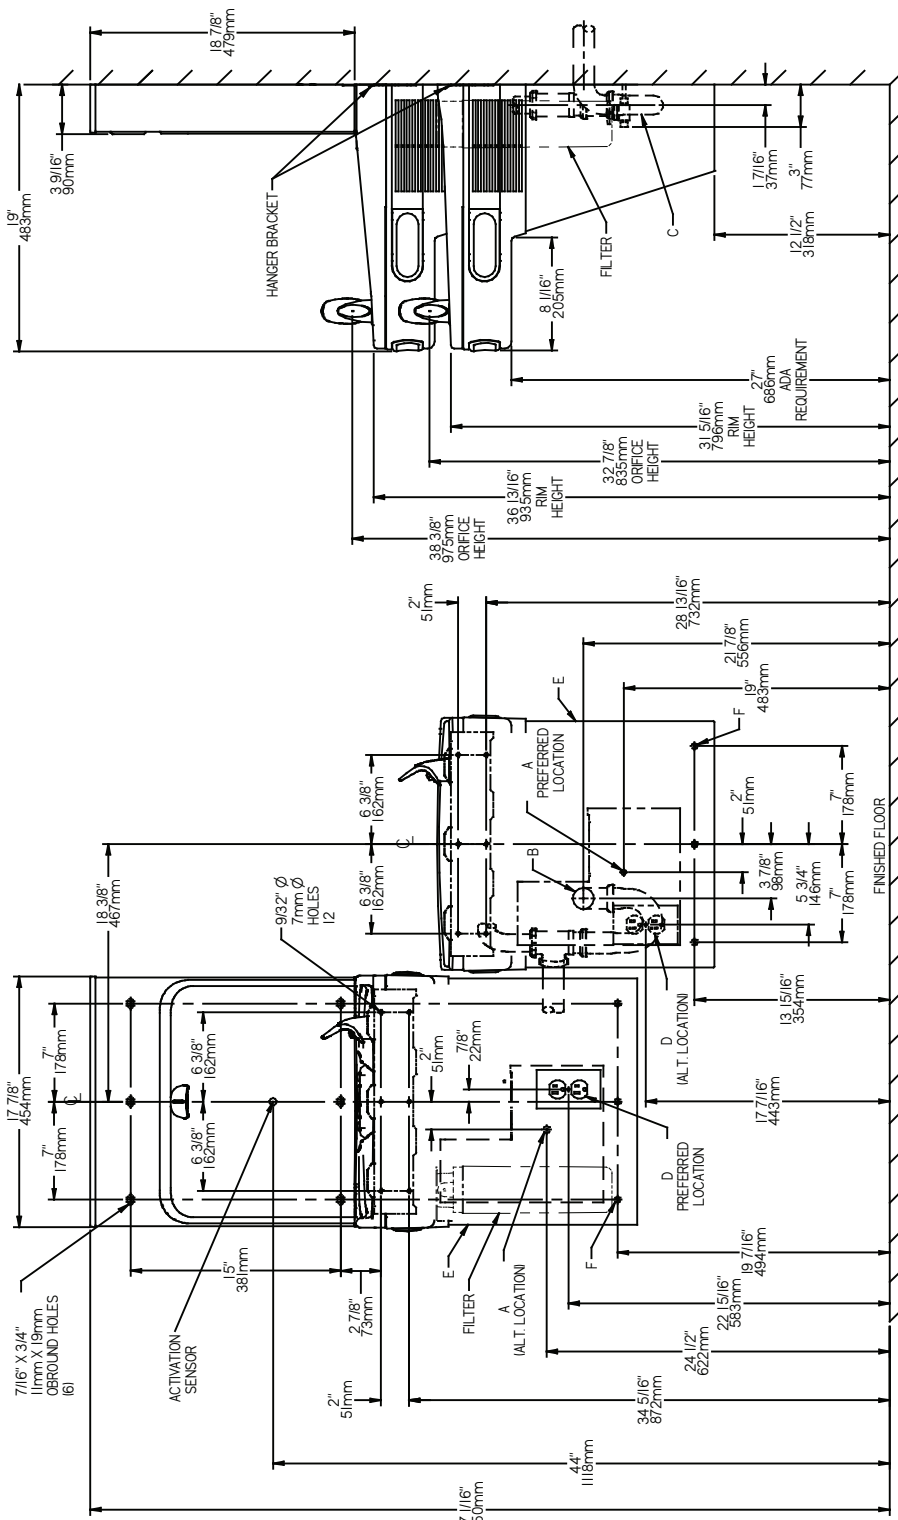 18 7/8"
479mm
3 9/16"
90mm
19"
483mm
HANGER BRACKET
FILTER
C
1 7/16"
37mm
3"
77mm
12 1/2"
318mm
8 1/16"
205mm
27"
686mm
ADA
REQUIREMENT
31 5/16"
796mm
RIM
HEIGHT
32 7/8"
835mm
ORIFICE
HEIGHT
36 13/16"
935mm
RIM
HEIGHT
38 3/8"
975mm
ORIFICE
HEIGHT
2"
51mm
28 13/16"
732mm
21 7/8"
556mm
19"
483mm
E
F
A
PREFERRED
LOCATION
B
6 3/8"
162mm
6 3/8"
162mm
℄
18 3/8"
467mm
9/32" Ø
7mm Ø
HOLES
12
2"
51mm
7"
178mm
3 7/8"
98mm
5 3/4"
146mm
7"
178mm
FINISHED FLOOR
13 15/16"
354mm
D
(ALT. LOCATION)
17 7/16"
443mm
17 7/8"
454mm
7"
178mm
℄
7"
178mm
6 3/8"
162mm
6 3/8"
162mm
2"
51mm
7/8"
22mm
D
PREFERRED
LOCATION
7/16" X 3/4"
11mm X 19mm
OBROUND HOLES
(6)
ACTIVATION
SENSOR
15"
381mm
2 7/8"
73mm
2"
51mm
E
FILTER
A
(ALT. LOCATION)
F
19 7/16"
494mm
22 15/16"
583mm
24 1/2"
622mm
34 5/16"
872mm
44"
1118mm
7 1/16"
50mm